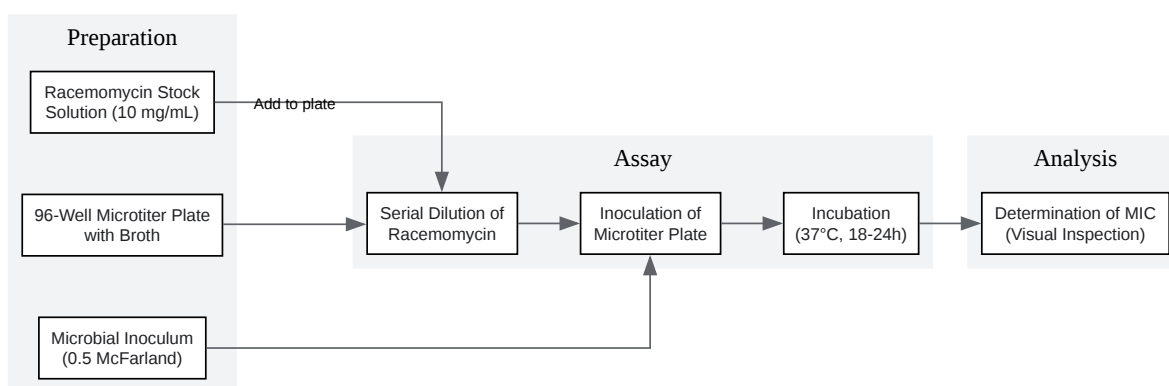 Preparation
Racemomycin Stock
Solution (10 mg/mL)
Add to plate
96-Well Microtiter Plate
with Broth
Microbial Inoculum
(0.5 McFarland)
Assay
Serial Dilution of
Racemomycin
Inoculation of
Microtiter Plate
Incubation
(37°C, 18-24h)
Analysis
Determination of MIC
(Visual Inspection)